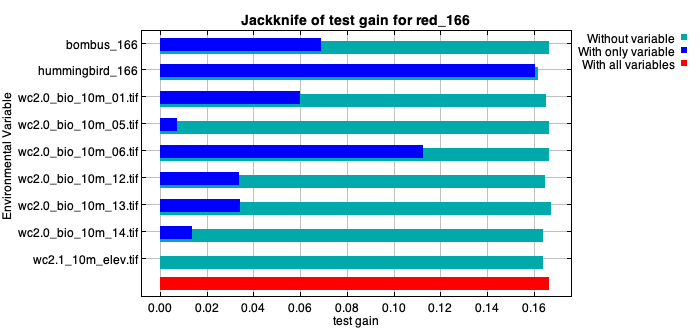 Jackknife of test gain for red_166
Without variable
With only variable
With all variables
Environmental Variable
bombus_166
hummingbird_166
wc2.0_bio_10m_01.tif
wc2.0_bio_10m_05.tif
wc2.0_bio_10m_06.tif
wc2.0_bio_10m_12.tif
wc2.0_bio_10m_13.tif
wc2.0_bio_10m_14.tif
wc2.1_10m_elev.tif
0.00 0.02 0.04 0.06 0.08 0.10 0.12 0.14 0.16
test gain